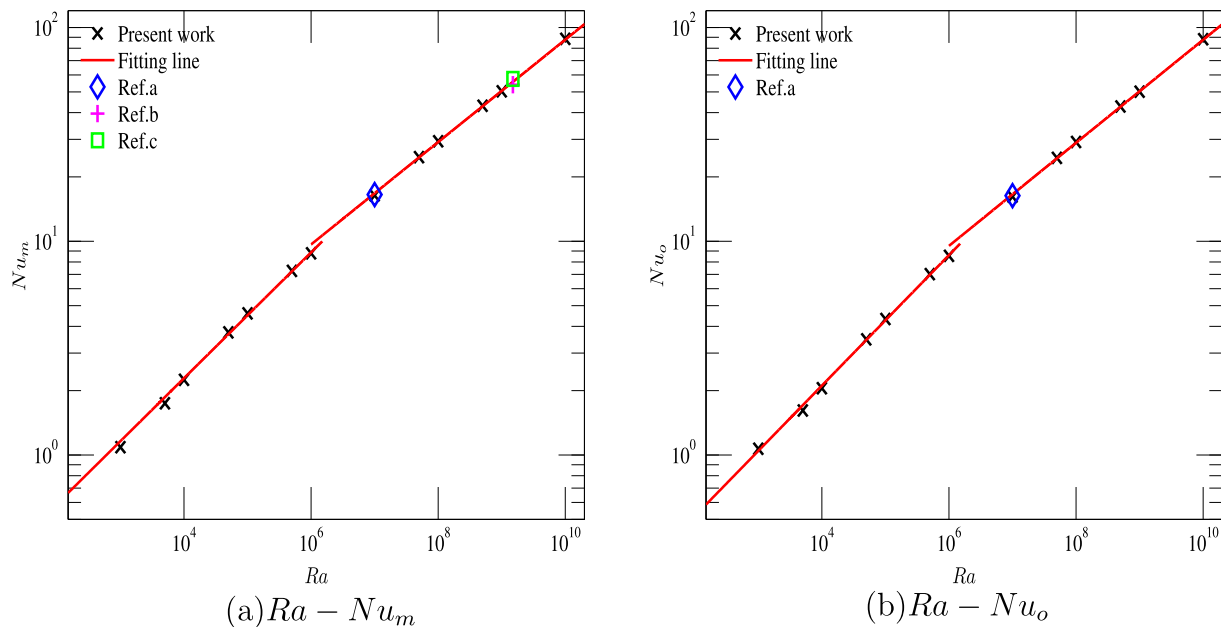 10^2
10^1
10^0
Nu_m
Present work
Fitting line
Ref.a
Ref.b
Ref.c
10^4 10^6 10^8 10^10
Ra
(a)Ra − Nu_m
10^2
10^1
10^0
Nu_o
Present work
Fitting line
Ref.a
10^4 10^6 10^8 10^10
Ra
(b)Ra − Nu_o